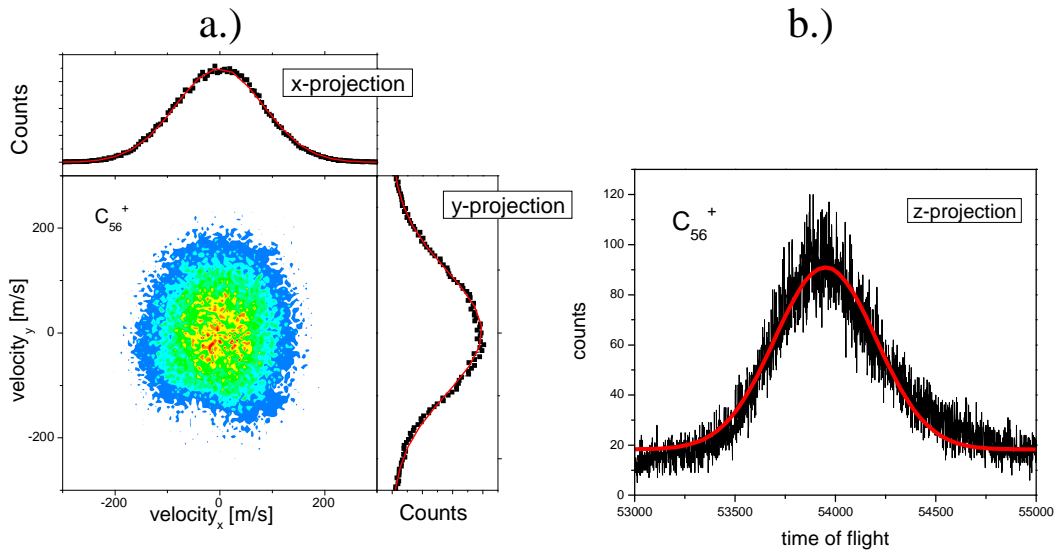 a.)
b.)
Counts
x-projection
C56+
velocityy [m/s]
200
0
-200
-200
0
200
velocityx [m/s]
y-projection
Counts
counts
120
100
80
60
40
20
0
C56+
z-projection
53000
53500
54000
54500
55000
time of flight